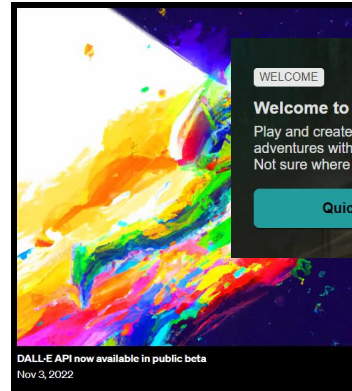 WELCOME
Welcome to
Play and create
adventures with
Not sure where
Quic
DALL·E API now available in public beta
Nov 3, 2022